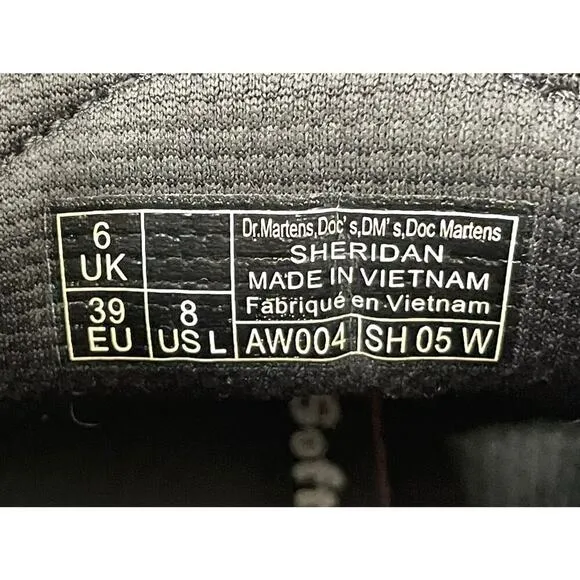 6
UK
39
EU
8
US L
Dr.Martens,Doc's,DM's,Doc Martens
SHERIDAN
MADE IN VIETNAM
Fabriqué en Vietnam
AW004
SH 05 W